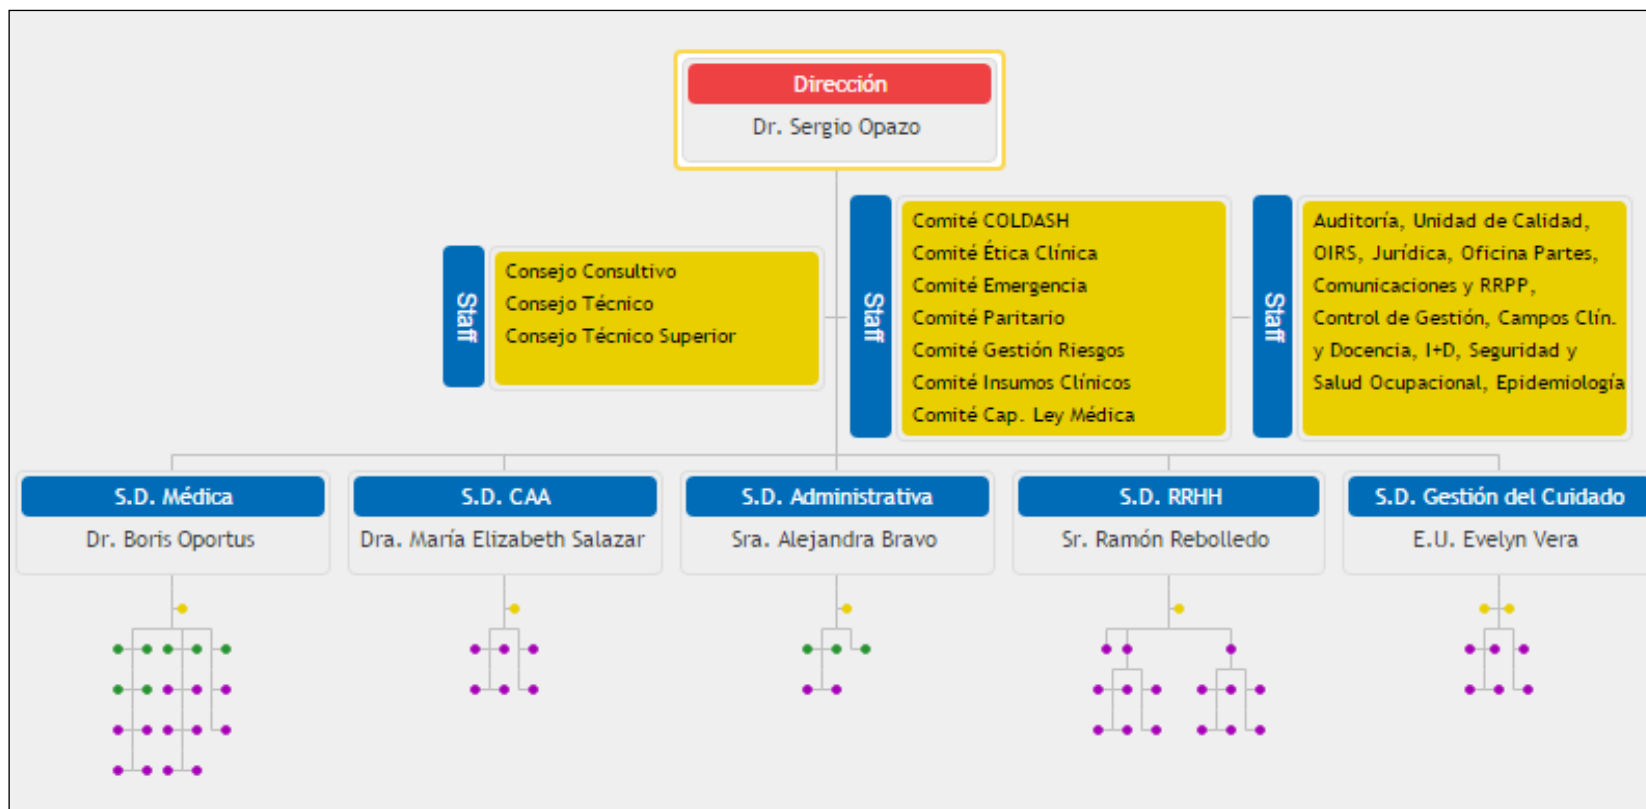 Dirección
Dr. Sergio Opazo
Staff
Consejo Consultivo
Consejo Técnico
Consejo Técnico Superior
Staff
Comité COLDASH
Comité Ética Clínica
Comité Emergencia
Comité Paritario
Comité Gestión Riesgos
Comité Insumos Clínicos
Comité Cap. Ley Médica
Staff
Auditoría, Unidad de Calidad,
OIRS, Jurídica, Oficina Partes,
Comunicaciones y RRPP,
Control de Gestión, Campos Clín.
y Docencia, I+D, Seguridad y
Salud Ocupacional, Epidemiología
S.D. Médica
Dr. Boris Oportus
S.D. CAA
Dra. María Elizabeth Salazar
S.D. Administrativa
Sra. Alejandra Bravo
S.D. RRHH
Sr. Ramón Rebolledo
S.D. Gestión del Cuidado
E.U. Evelyn Vera